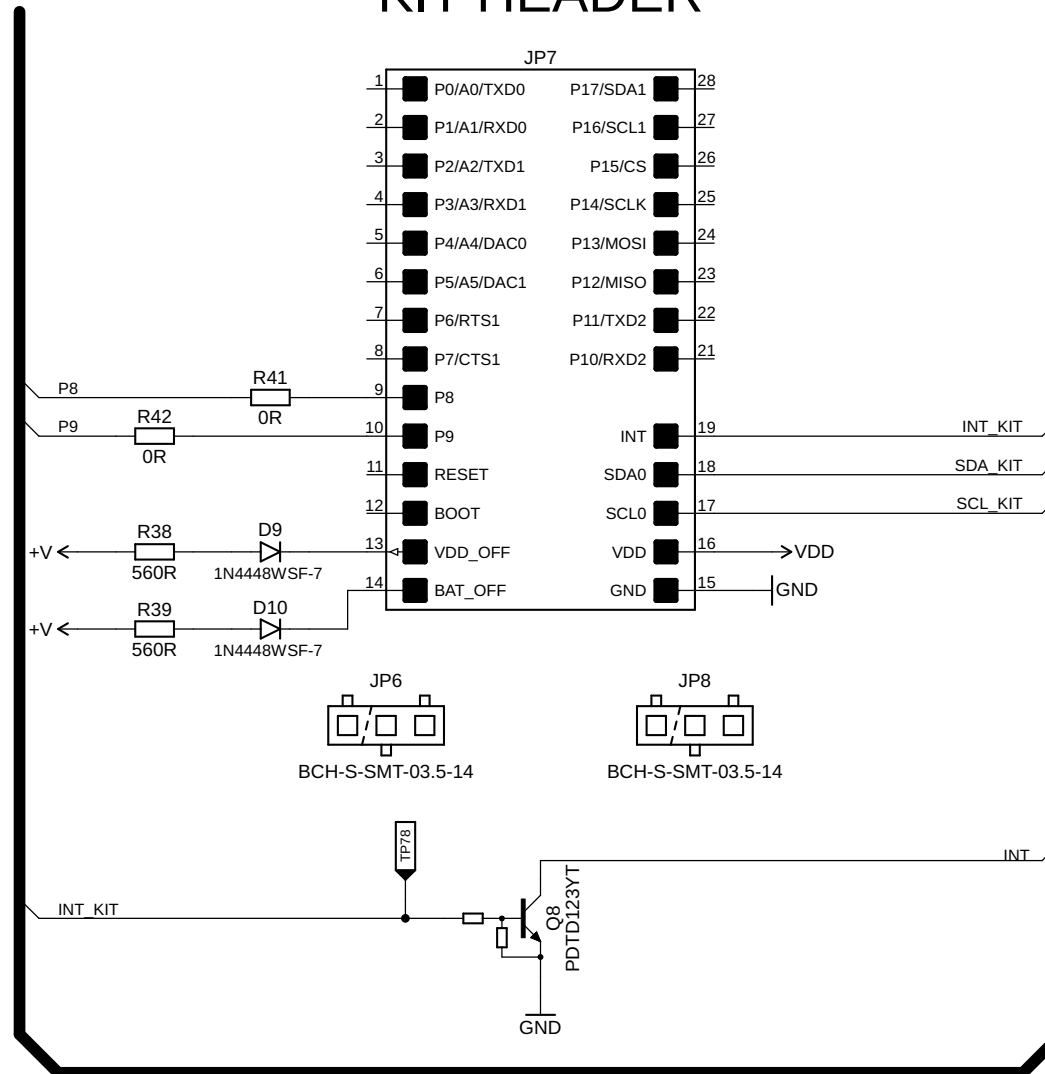 KIT HEADER
JP7
1 P0/A0/TXD0 P17/SDA1 28
2 P1/A1/RXD0 P16/SCL1 27
3 P2/A2/TXD1 P15/CS 26
4 P3/A3/RXD1 P14/SCLK 25
5 P4/A4/DAC0 P13/MOSI 24
6 P5/A5/DAC1 P12/MISO 23
7 P6/RTS1 P11/TXD2 22
8 P7/CTS1 P10/RXD2 21
P8 R41 0R 9 P8
P9 R42 0R 10 P9 INT 19 INT_KIT
11 RESET SDA0 18 SDA_KIT
12 BOOT SCL0 17 SCL_KIT
+V R38 560R D9 1N4448WSF-7 13 VDD_OFF VDD 16 VDD
14 BAT_OFF GND 15 GND
+V R39 560R D10 1N4448WSF-7
JP6 JP8
BCH-S-SMT-03.5-14 BCH-S-SMT-03.5-14
TP78
INT
INT_KIT
Q8
PDTD123YT
GND